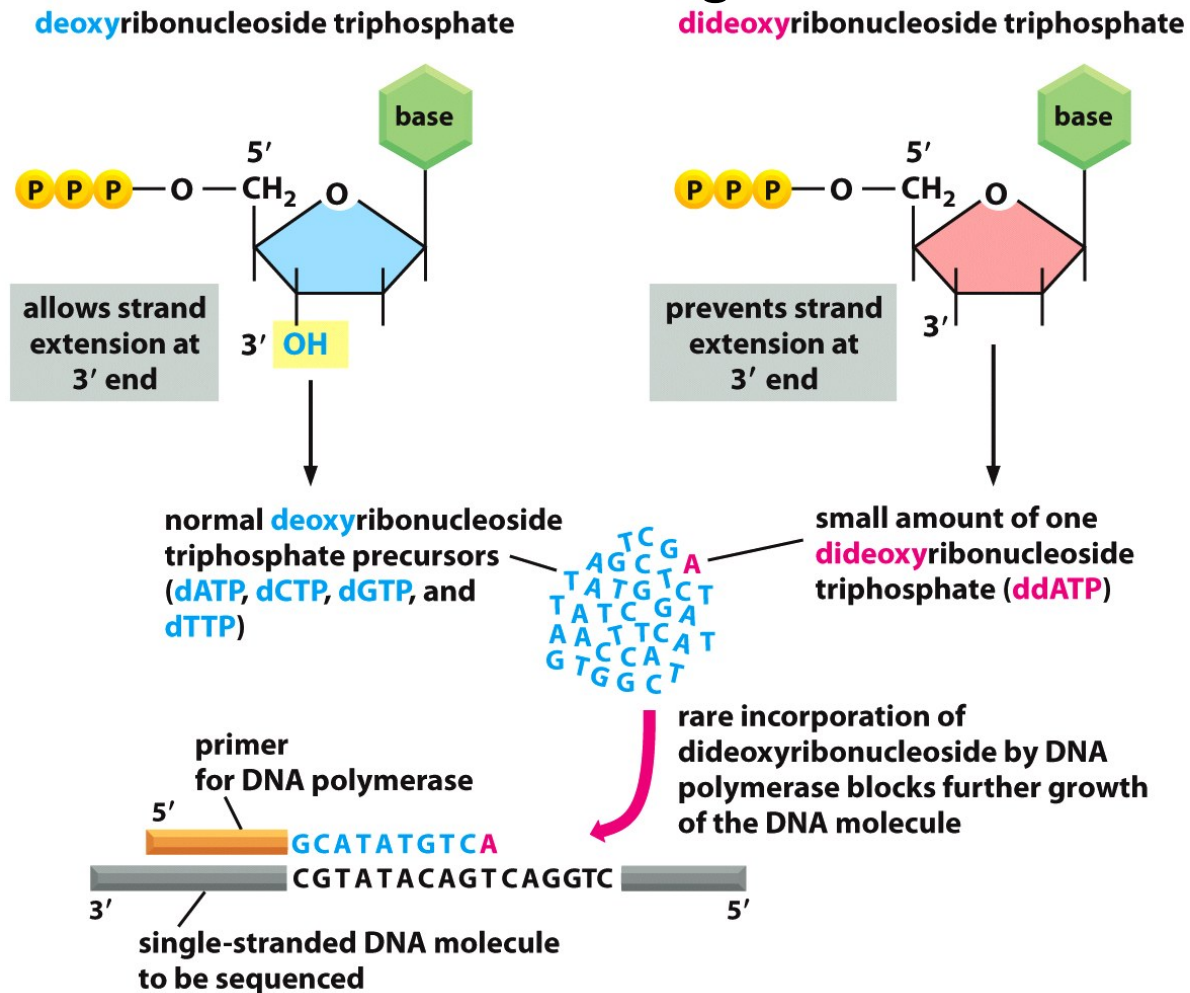 deoxyribonucleoside triphosphate
dideoxyribonucleoside triphosphate
base
5′
P P P O CH₂ O
allows strand
extension at
3′ end
3′ OH
base
5′
P P P O CH₂ O
prevents strand
extension at
3′ end
3′
normal deoxyribonucleoside
triphosphate precursors
(dATP, dCTP, dGTP, and
dTTP)
small amount of one
dideoxyribonucleoside
triphosphate (ddATP)
T C G
A G C A
T A T G T C T
T A T C G A
A A T T C A T
G C C A
T G G C T
rare incorporation of
dideoxyribonucleoside by DNA
polymerase blocks further growth
of the DNA molecule
primer
for DNA polymerase
5′
GCATATGTCA
CGTATACAGTCAGGTC
3′
5′
single-stranded DNA molecule
to be sequenced